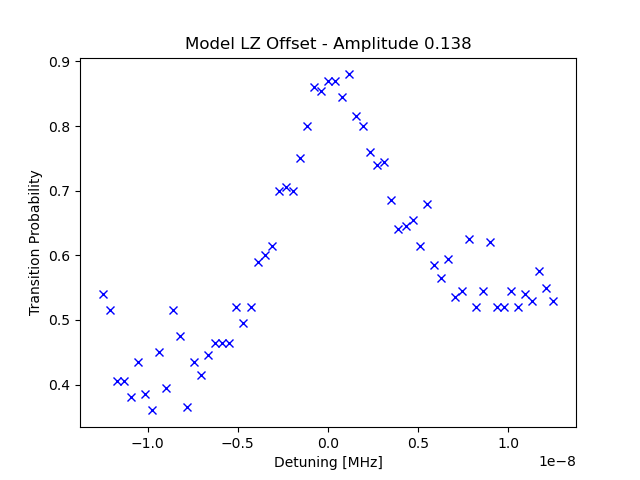 Model LZ Offset - Amplitude 0.138
0.9
0.8
0.7
0.6
0.5
0.4
Transition Probability
−1.0 −0.5 0.0 0.5 1.0
Detuning [MHz]
1e−8